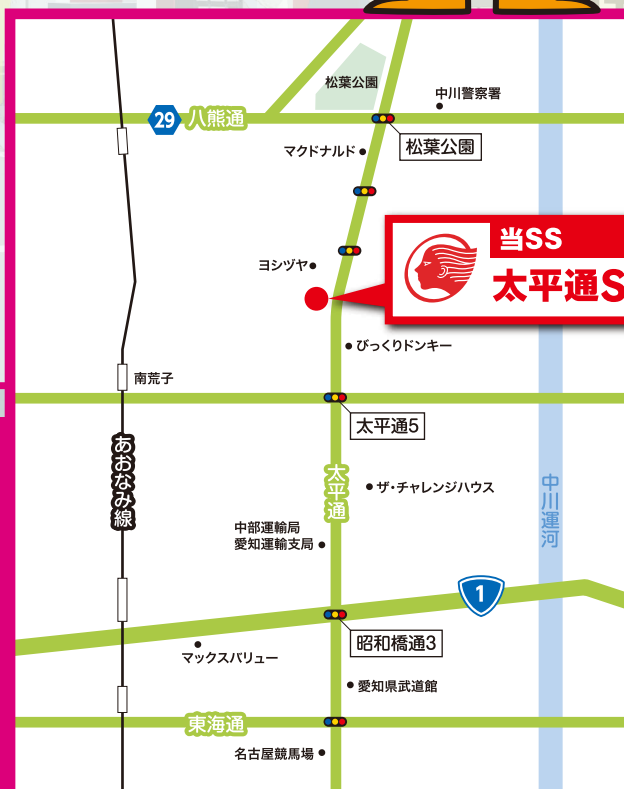 松葉公園
中川警察署
29
八熊通
松葉公園
マクドナルド
当SS
ヨシヅヤ
太平通S
びっくりドンキー
南荒子
太平通5
あおなみ線
太平通
ザ・チャレンジハウス
中川運河
中部運輸局
愛知運輸支局
1
昭和橋通3
マックスバリュー
愛知県武道館
東海通
名古屋競馬場